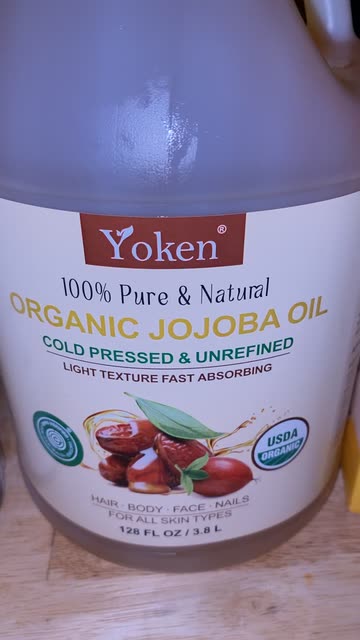 Yoken®
100% Pure & Natural
ORGANIC JOJOBA OIL
COLD PRESSED & UNREFINED
LIGHT TEXTURE FAST ABSORBING
USDA
ORGANIC
HAIR · BODY · FACE · NAILS
FOR ALL SKIN TYPES
128 FL OZ / 3.8 L